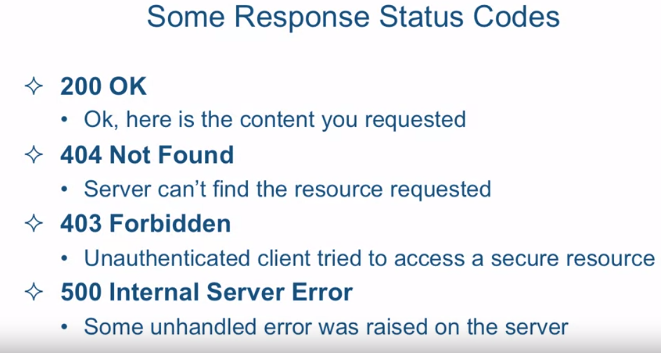 Some Response Status Codes
200 OK
• Ok, here is the content you requested
404 Not Found
• Server can't find the resource requested
403 Forbidden
• Unauthenticated client tried to access a secure resource
500 Internal Server Error
• Some unhandled error was raised on the server